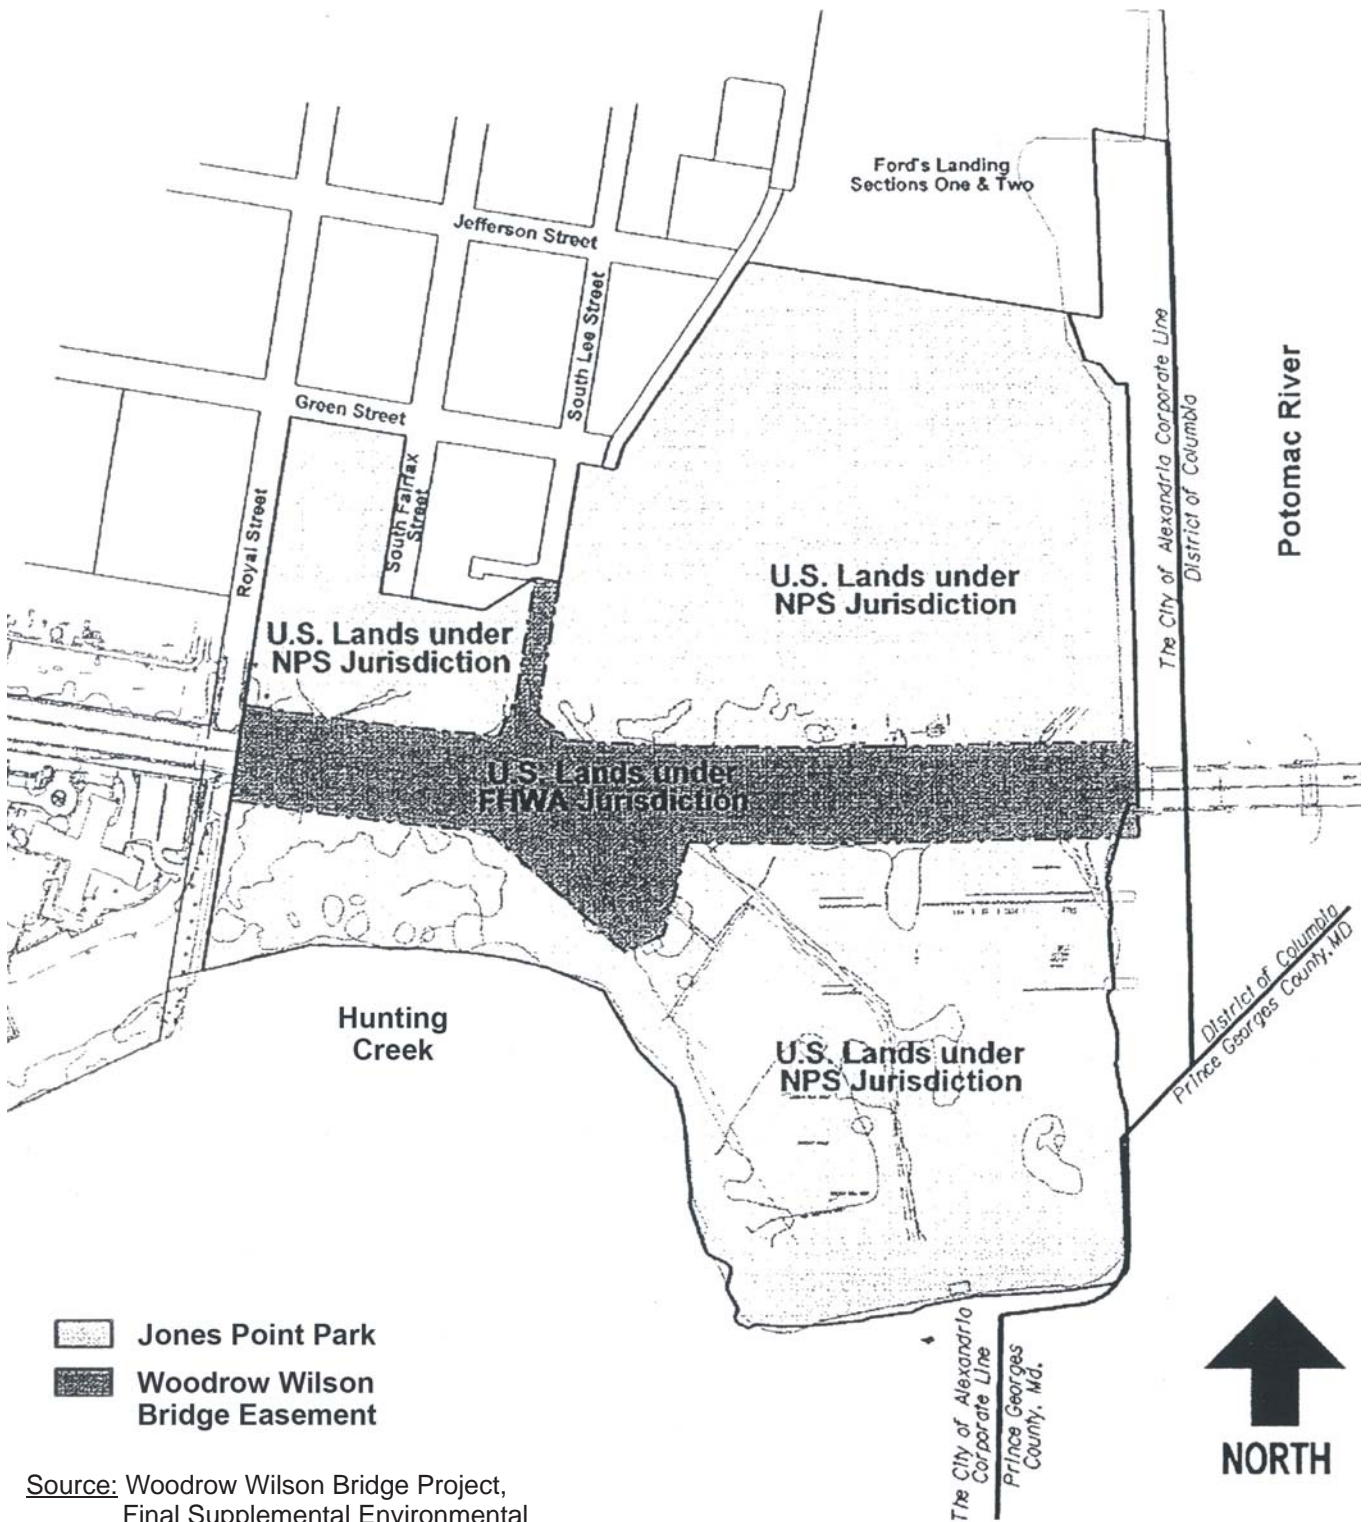 Ford's Landing
Sections One & Two
Jefferson Street
South Lee Street
Green Street
South Fairfax
Street
Royal Street
The City of Alexandria Corporate Line
District of Columbia
Potomac River
U.S. Lands under
NPS Jurisdiction
U.S. Lands under
NPS Jurisdiction
U.S. Lands under
FHWA Jurisdiction
District of Columbia
Prince Georges County, MD
Hunting
Creek
U.S. Lands under
NPS Jurisdiction
Jones Point Park
Woodrow Wilson
Bridge Easement
The City of Alexandria
Corporate Line
Prince Georges
County, Md.
NORTH
Source: Woodrow Wilson Bridge Project,
Final Supplemental Environmental